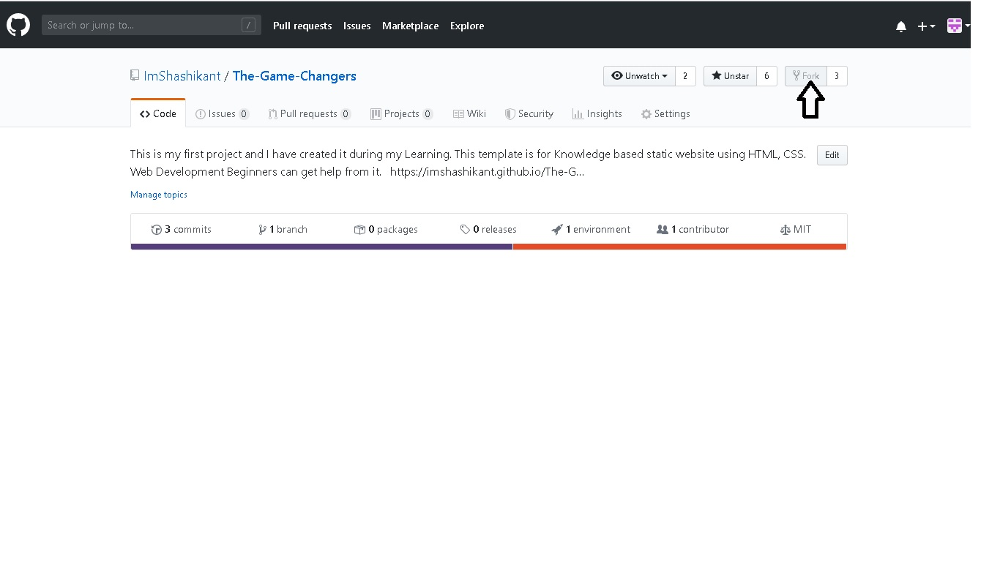 Search or jump to... / Pull requests Issues Marketplace Explore
ImShashikant / The-Game-Changers Unwatch 2 Unstar 6 Fork 3
Code Issues 0 Pull requests 0 Projects 0 Wiki Security Insights Settings
This is my first project and I have created it during my Learning. This template is for Knowledge based static website using HTML, CSS. Edit
Web Development Beginners can get help from it. https://imshashikant.github.io/The-G...
Manage topics
3 commits 1 branch 0 packages 0 releases 1 environment 1 contributor MIT